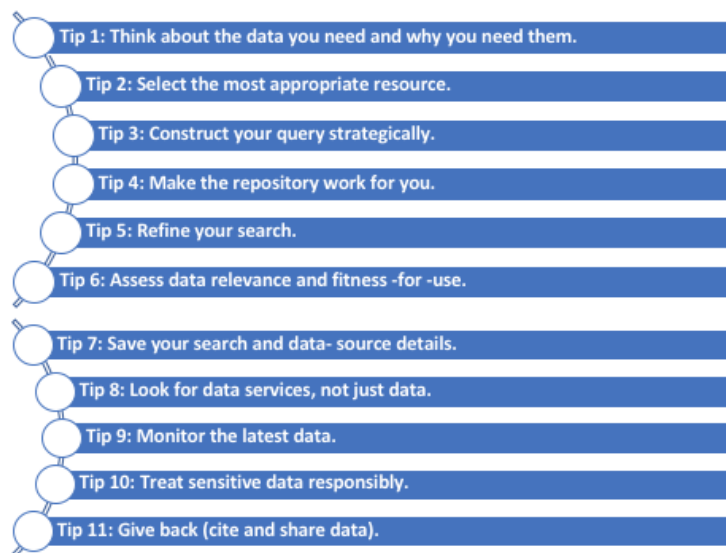 Tip 1: Think about the data you need and why you need them.
Tip 2: Select the most appropriate resource.
Tip 3: Construct your query strategically.
Tip 4: Make the repository work for you.
Tip 5: Refine your search.
Tip 6: Assess data relevance and fitness -for -use.
Tip 7: Save your search and data- source details.
Tip 8: Look for data services, not just data.
Tip 9: Monitor the latest data.
Tip 10: Treat sensitive data responsibly.
Tip 11: Give back (cite and share data).